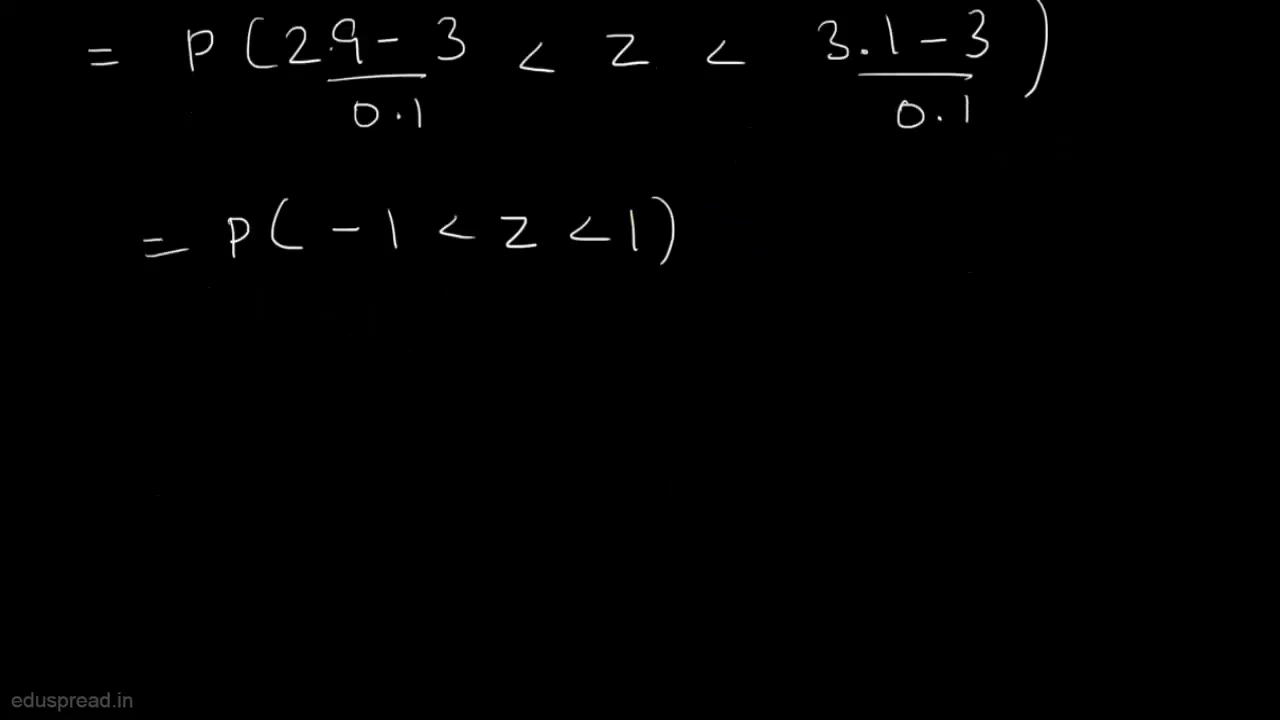 = P(2.9-3/0.1 < z < 3.1-3/0.1)
= P(-1 < z < 1)
eduspread.in